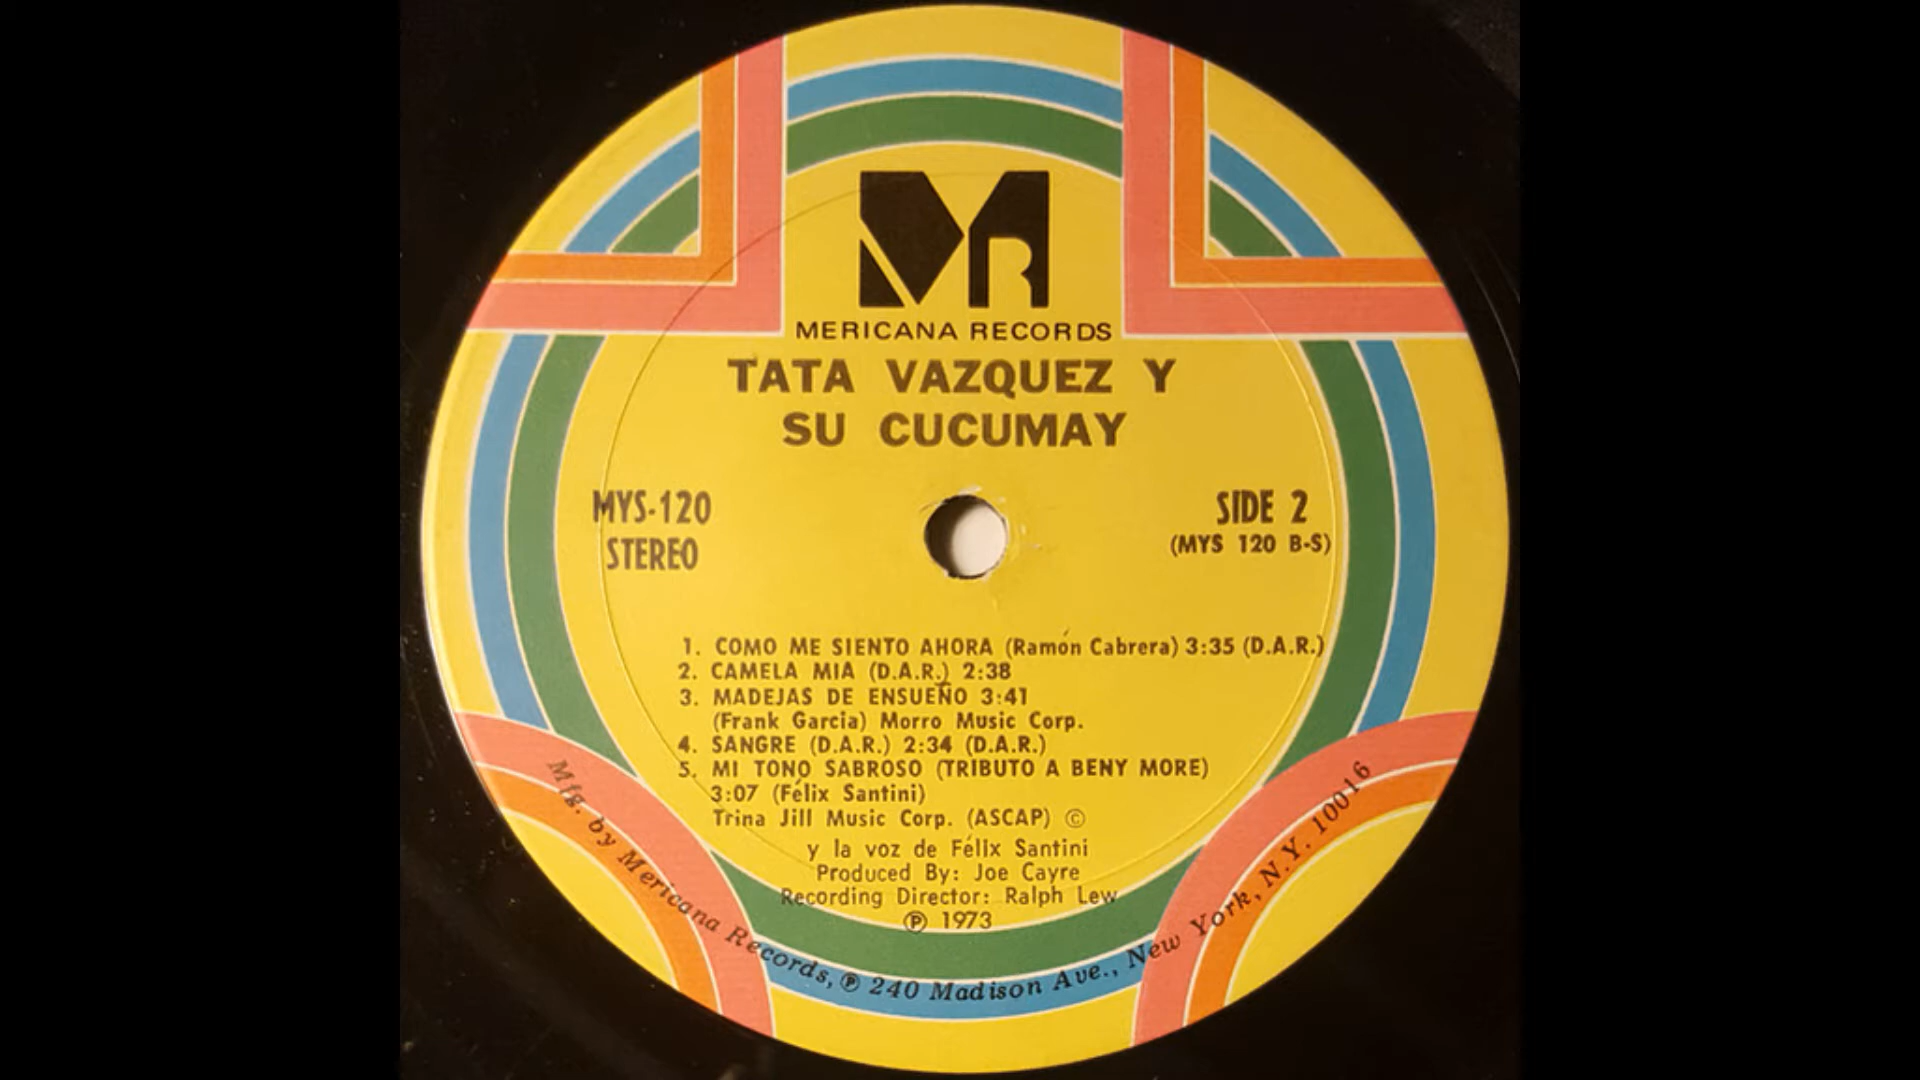 MR
MERICANA RECORDS
TATA VAZQUEZ Y
SU CUCUMAY
MYS-120
STEREO
SIDE 2
(MYS 120 B-S)
1. COMO ME SIENTO AHORA (Ramón Cabrera) 3:35 (D.A.R.)
2. CAMELA MIA (D.A.R.) 2:38
3. MADEJAS DE ENSUEÑO 3:41
(Frank Garcia) Morro Music Corp.
4. SANGRE (D.A.R.) 2:34 (D.A.R.)
5. MI TONO SABROSO (TRIBUTO A BENY MORE)
3:07 (Félix Santini)
Trina Jill Music Corp. (ASCAP) ©
y la voz de Félix Santini
Produced By: Joe Cayre
Recording Director: Ralph Lew
℗ 1973
Mfg. by Mericana Records, ℗ 240 Madison Ave., New York, N.Y. 10016